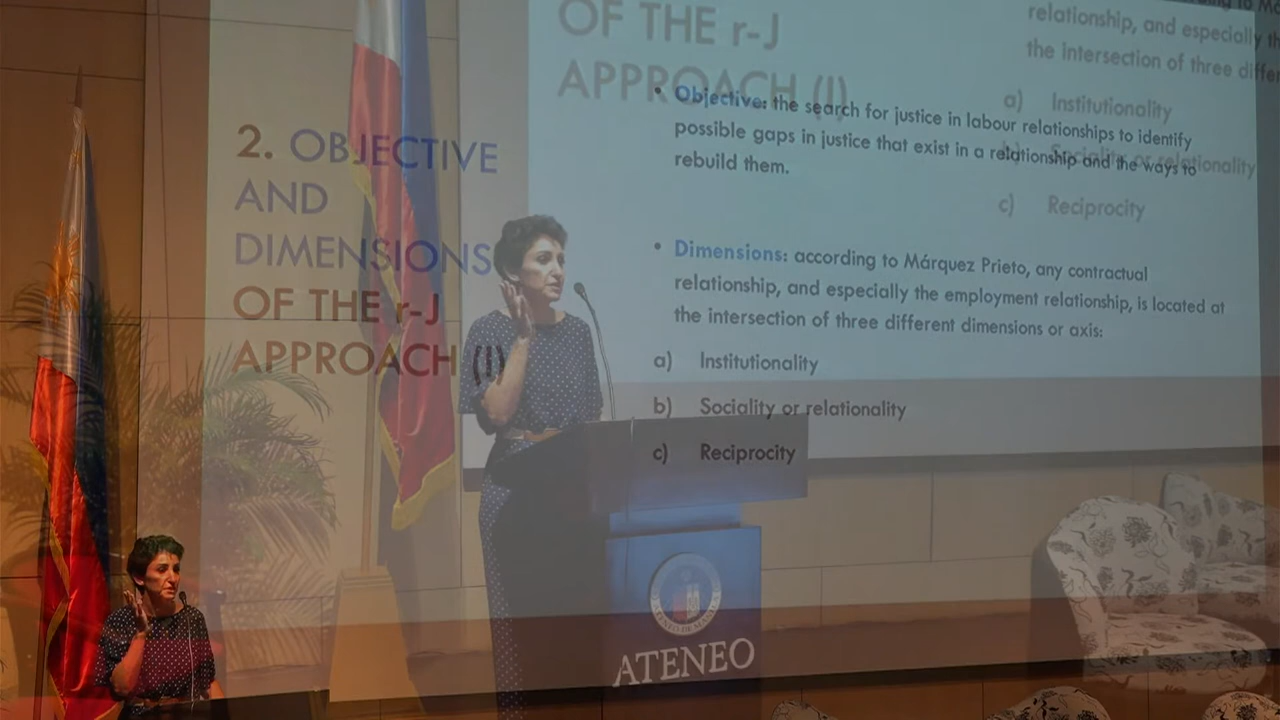 OF THE r-J
APPROACH (I)
relationship, and especially
the intersection of three
a) Institutionality
b) Sociality or relationality
c) Reciprocity
2. OBJECTIVE
AND
DIMENSIONS
OF THE r-J
APPROACH (I)
• Objective: the search for justice in labour relationships to identify
possible gaps in justice that exist in a relationship and the ways to
rebuild them.
• Dimensions: according to Márquez Prieto, any contractual
relationship, and especially the employment relationship, is located at
the intersection of three different dimensions or axis:
a) Institutionality
b) Sociality or relationality
c) Reciprocity
ATENEO